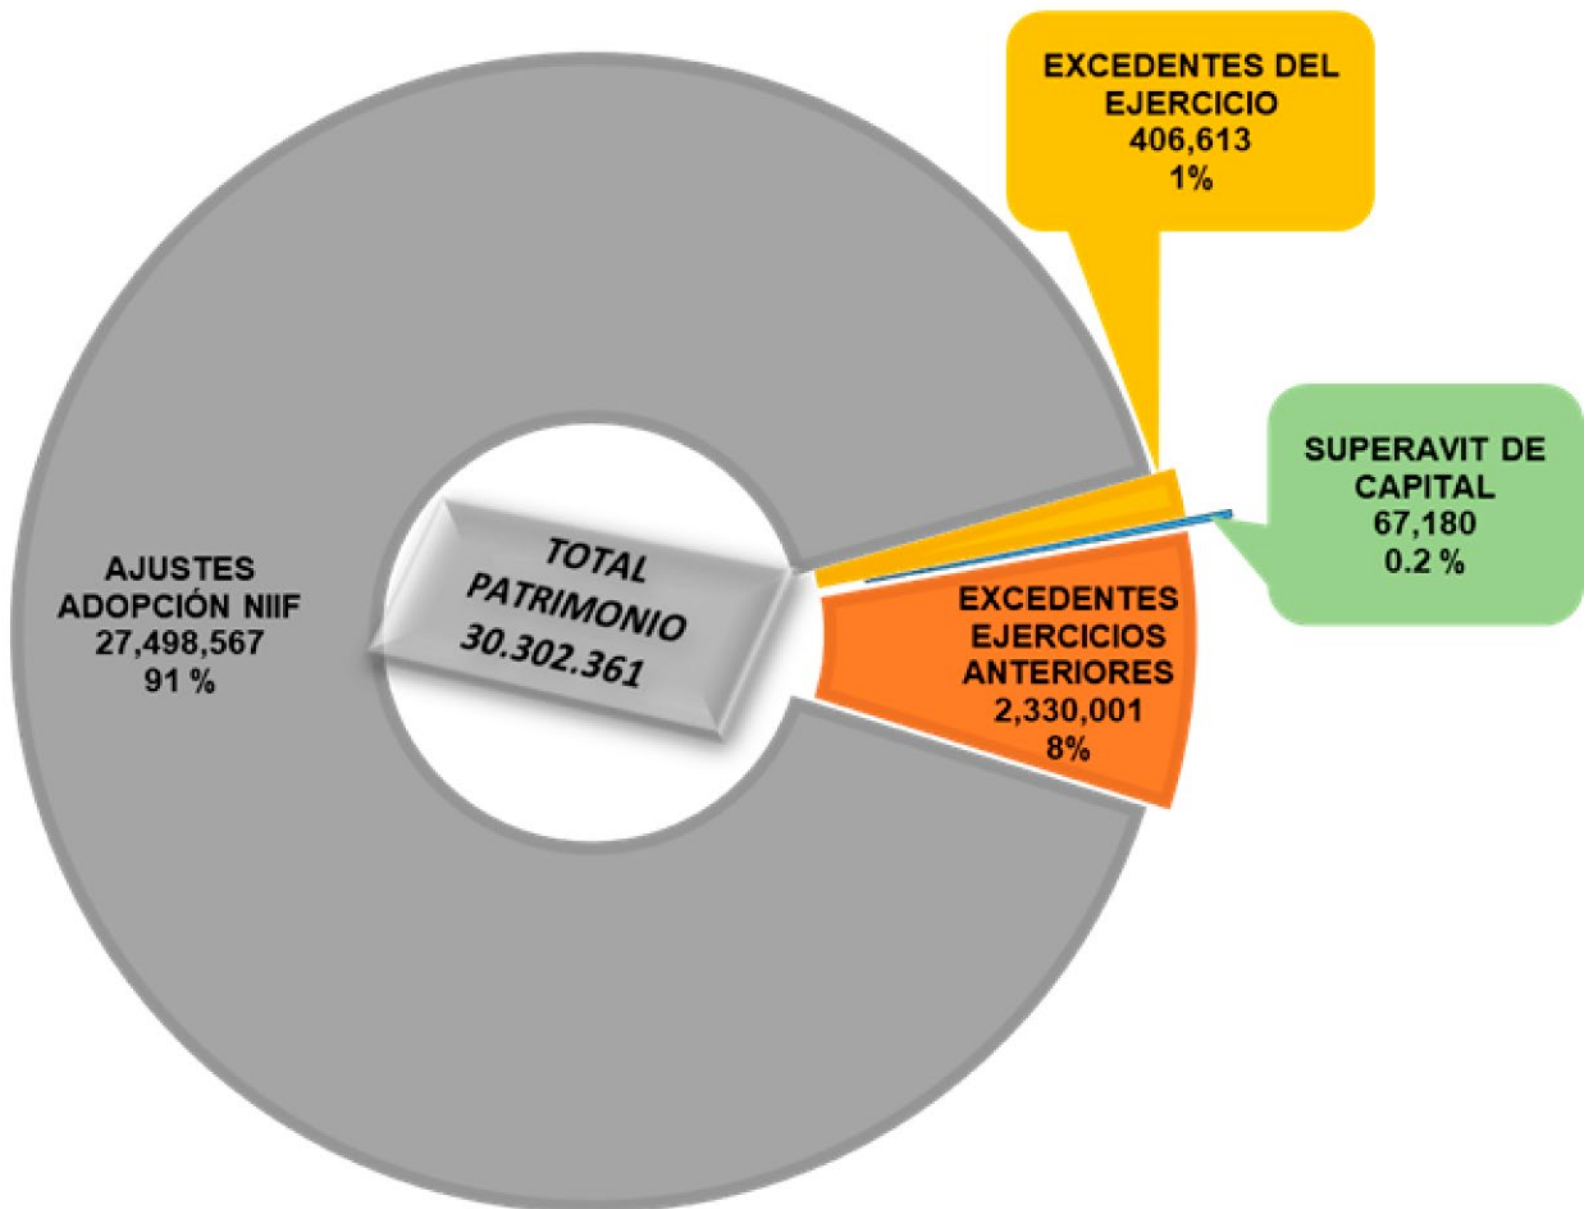 EXCEDENTES DEL
EJERCICIO
406,613
1%
SUPERAVIT DE
CAPITAL
67,180
0.2 %
AJUSTES
ADOPCIÓN NIIF
27,498,567
91 %
TOTAL
PATRIMONIO
30.302.361
EXCEDENTES
EJERCICIOS
ANTERIORES
2,330,001
8%